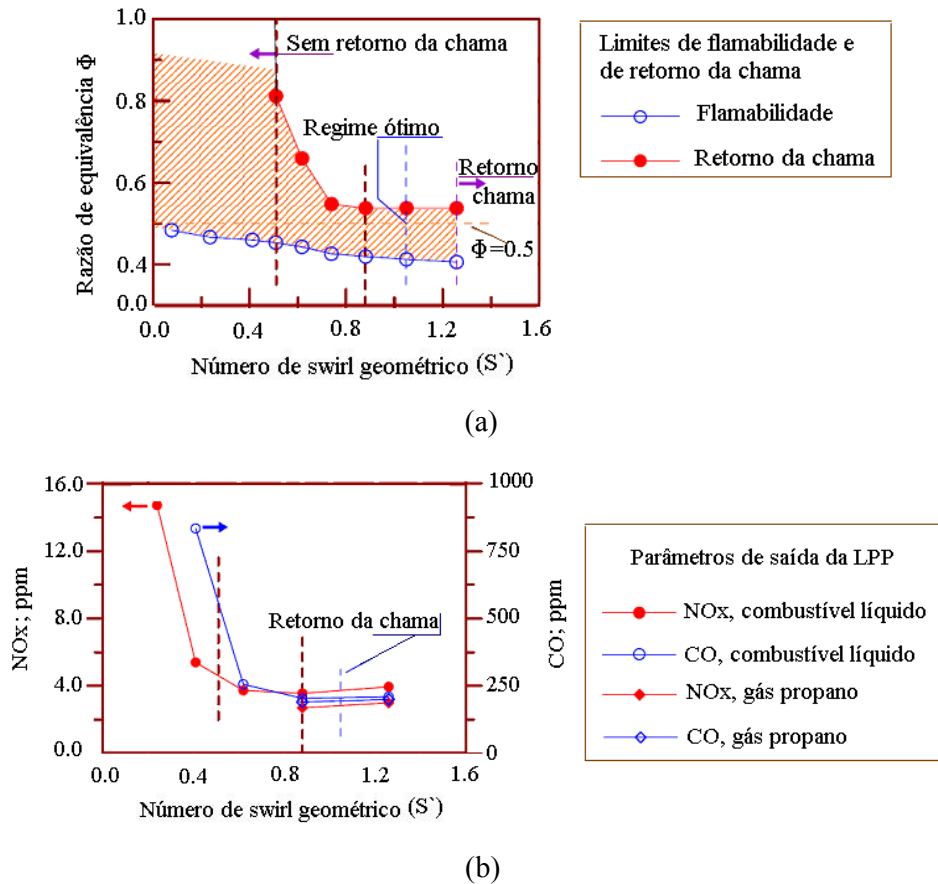 1.0
0.8
0.6
0.4
0.0
Razão de equivalência Φ
Sem retorno da chama
Regime ótimo
Retorno
chama
Φ=0.5
0.0 0.4 0.8 1.2 1.6
Número de swirl geométrico (S`)
Limites de flamabilidade e
de retorno da chama
Flamabilidade
Retorno da chama
(a)
16.0
12.0
8.0
4.0
0.0
NOx; ppm
1000
750
500
250
0
CO; ppm
Retorno da chama
0.0 0.4 0.8 1.2 1.6
Número de swirl geométrico (S`)
Parâmetros de saída da LPP
NOx, combustível líquido
CO, combustível líquido
NOx, gás propano
CO, gás propano
(b)